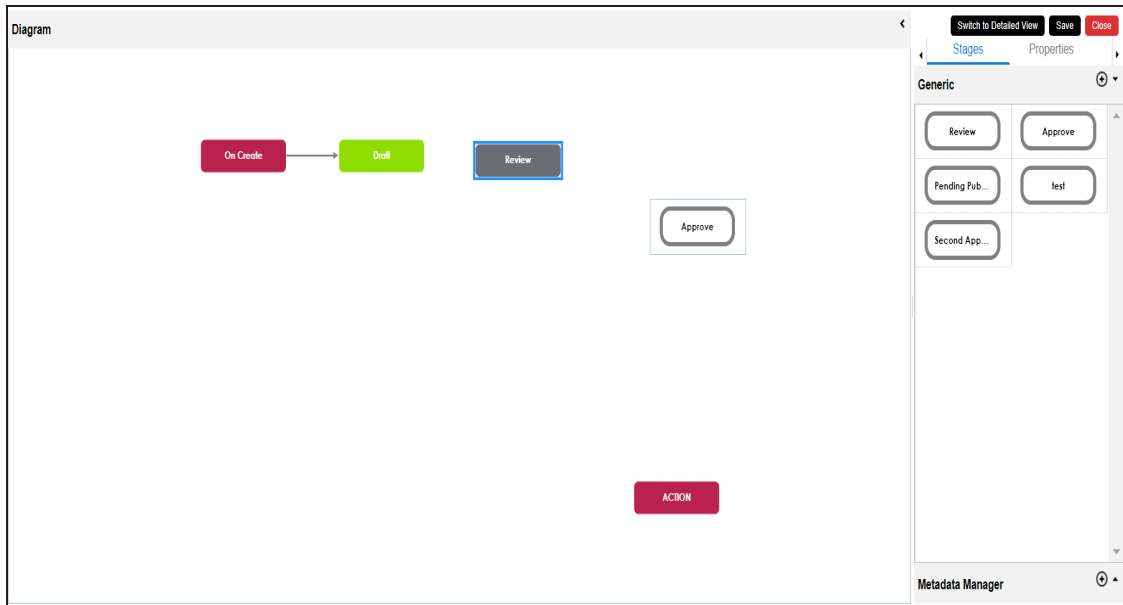 Diagram
Switch to Detailed View Save Close
Stages Properties
Generic
On Create Draft Review
Review Approve
Pending Pub... test
Approve
Second App...
ACTION
Metadata Manager